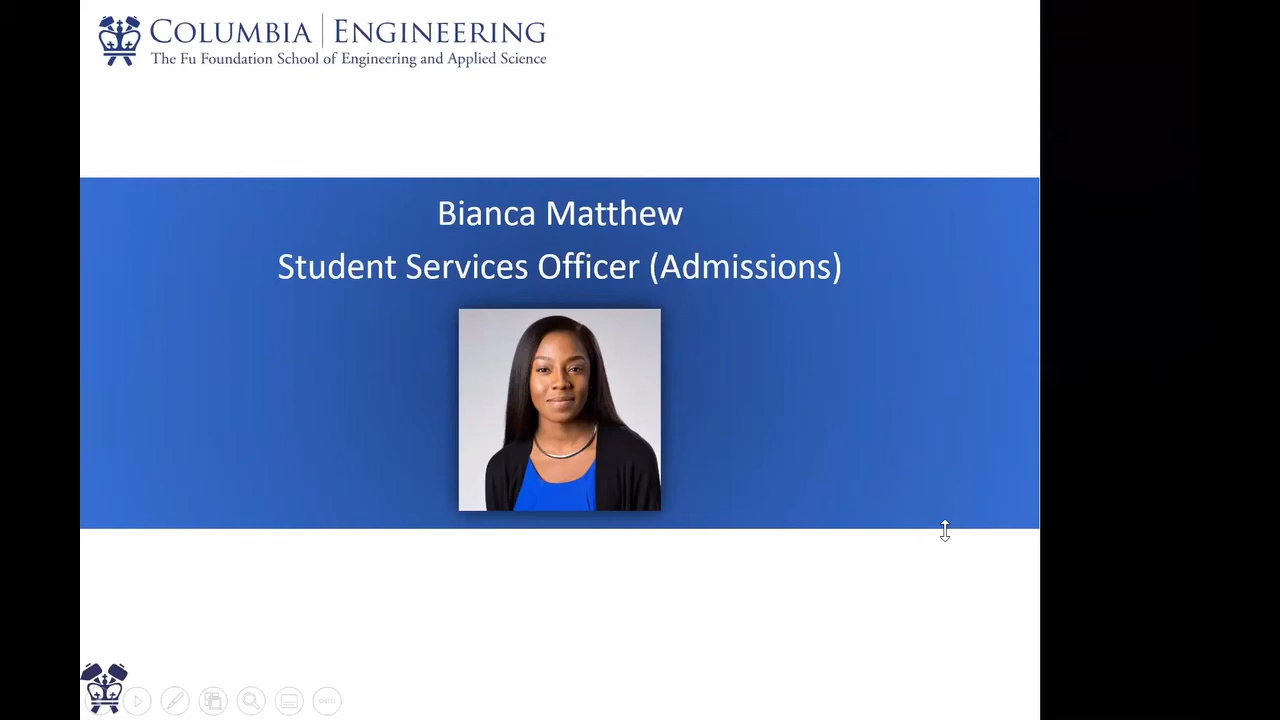 COLUMBIA | ENGINEERING
The Fu Foundation School of Engineering and Applied Science
Bianca Matthew
Student Services Officer (Admissions)